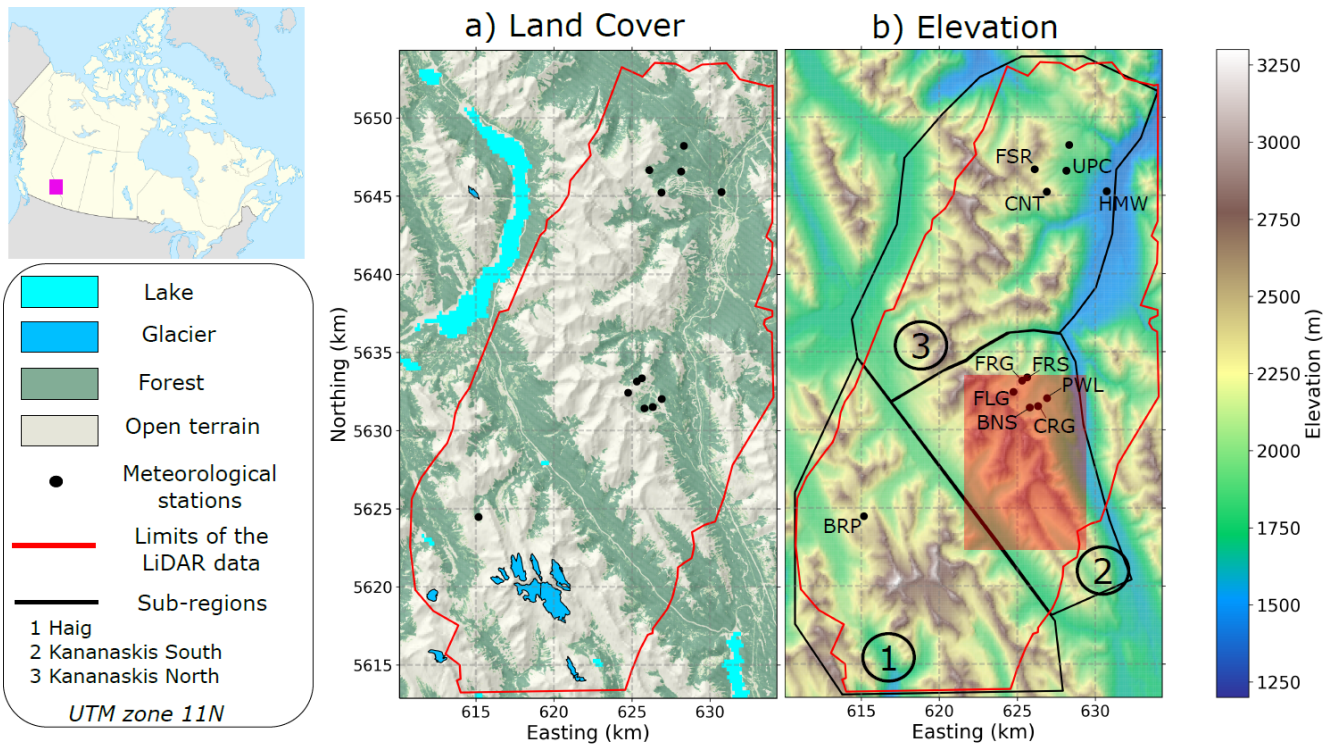 a) Land Cover
b) Elevation
Lake
Glacier
Forest
Open terrain
Meteorological
stations
Limits of the
LiDAR data
Sub-regions
1 Haig
2 Kananaskis South
3 Kananaskis North
UTM zone 11N
Northing (km)
5650
5645
5640
5635
5630
5625
5620
5615
615
620
625
630
Easting (km)
FSR
UPC
CNT
HMW
3
FRG
FRS
FLG
PWL
BNS
CRG
BRP
2
1
615
620
625
630
Easting (km)
3250
3000
2750
2500
2250
2000
1750
1500
1250
Elevation (m)